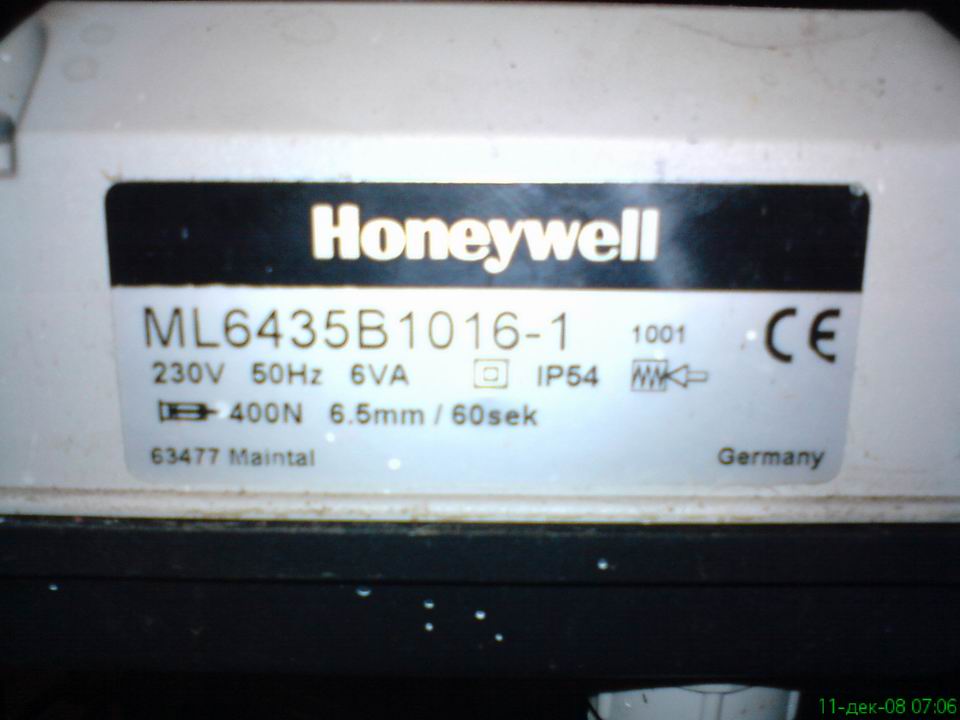 Honeywell
ML6435B1016-1 1001 CE
230V 50Hz 6VA IP54
400N 6.5mm / 60sek
63477 Maintal Germany
11-дек-08 07:06